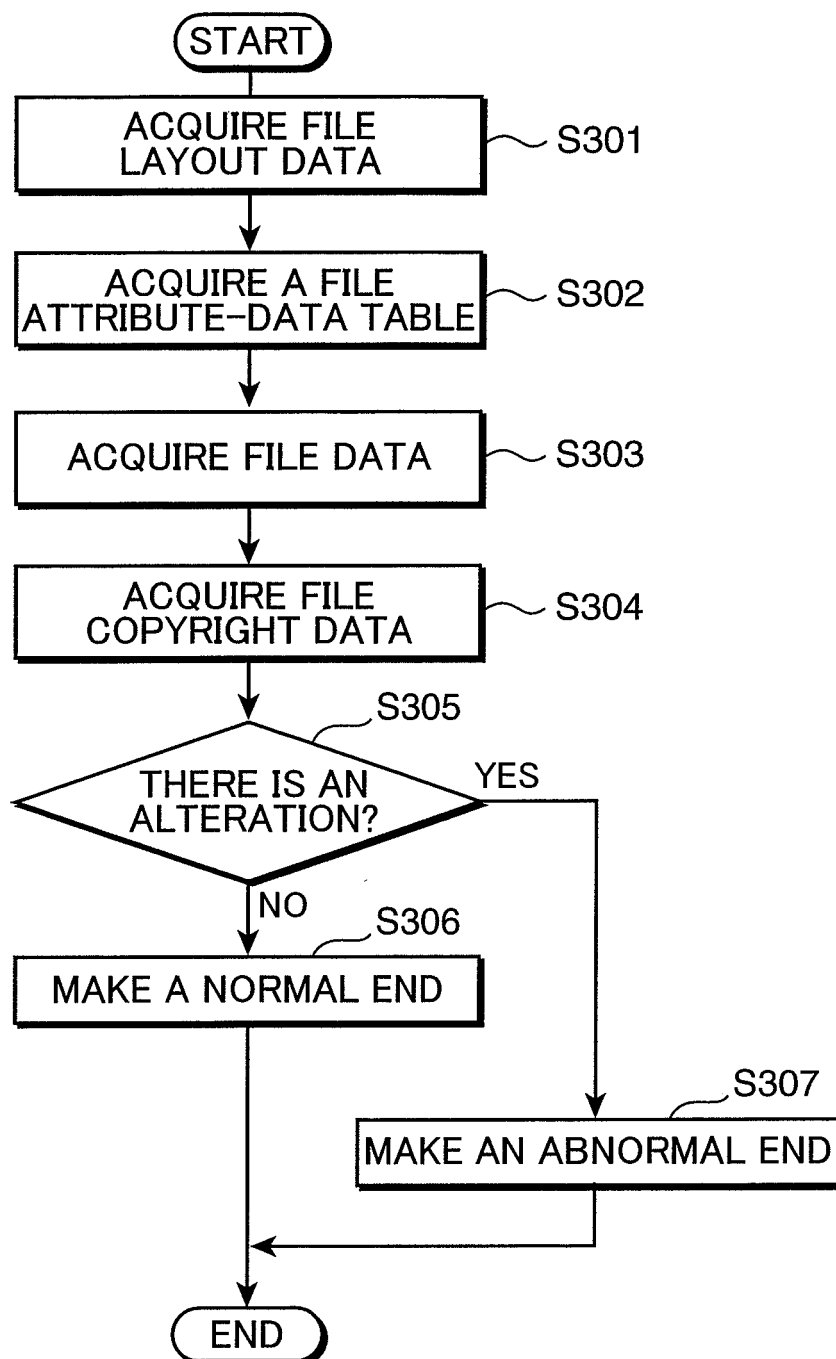 START
ACQUIRE FILE
LAYOUT DATA
S301
ACQUIRE A FILE
ATTRIBUTE-DATA TABLE
S302
ACQUIRE FILE DATA
S303
ACQUIRE FILE
COPYRIGHT DATA
S304
S305
THERE IS AN
ALTERATION?
YES
NO
S306
MAKE A NORMAL END
S307
MAKE AN ABNORMAL END
END